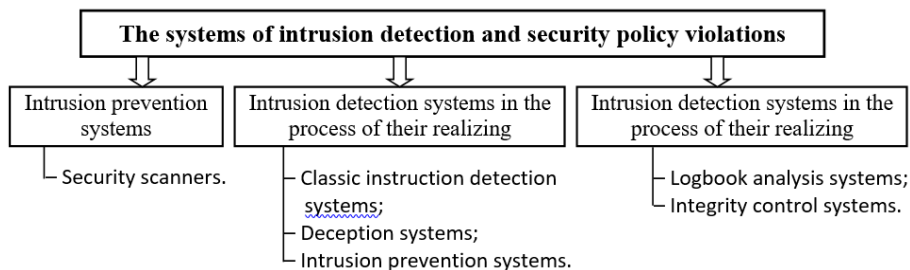 The systems of intrusion detection and security policy violations
Intrusion prevention
systems
Security scanners.
Intrusion detection systems in the
process of their realizing
Classic instruction detection
systems;
Deception systems;
Intrusion prevention systems.
Intrusion detection systems in the
process of their realizing
Logbook analysis systems;
Integrity control systems.